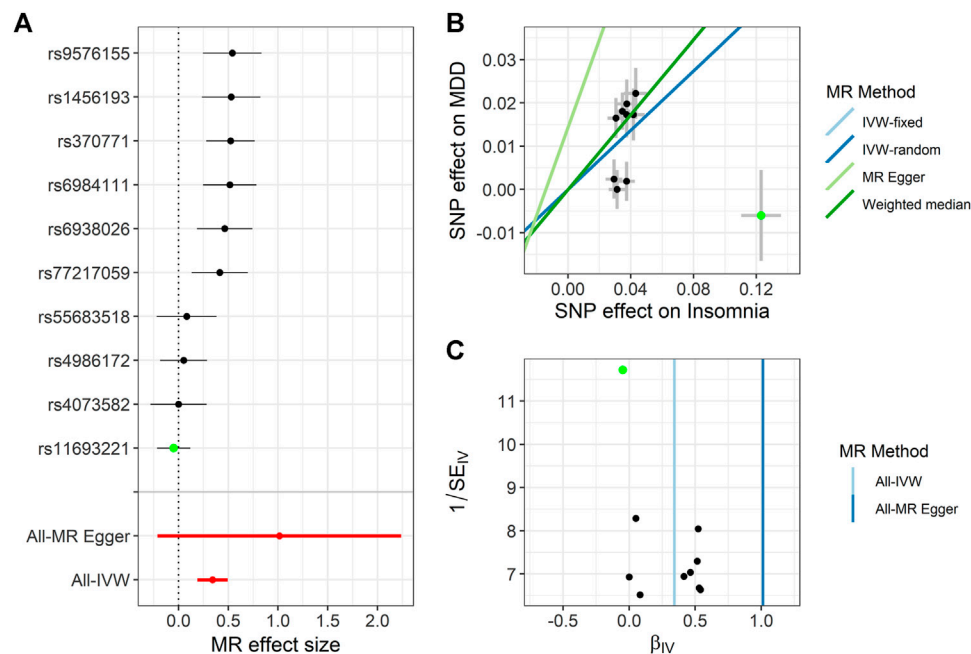 A
rs9576155
rs1456193
rs370771
rs6984111
rs6938026
rs77217059
rs55683518
rs4986172
rs4073582
rs11693221
All-MR Egger
All-IVW
0.0 0.5 1.0 1.5 2.0
MR effect size
B
SNP effect on MDD
0.03
0.02
0.01
0.00
-0.01
0.00 0.04 0.08 0.12
SNP effect on Insomnia
MR Method
IVW-fixed
IVW-random
MR Egger
Weighted median
C
1/SE_IV
11
10
9
8
7
-0.5 0.0 0.5 1.0
β_IV
MR Method
All-IVW
All-MR Egger